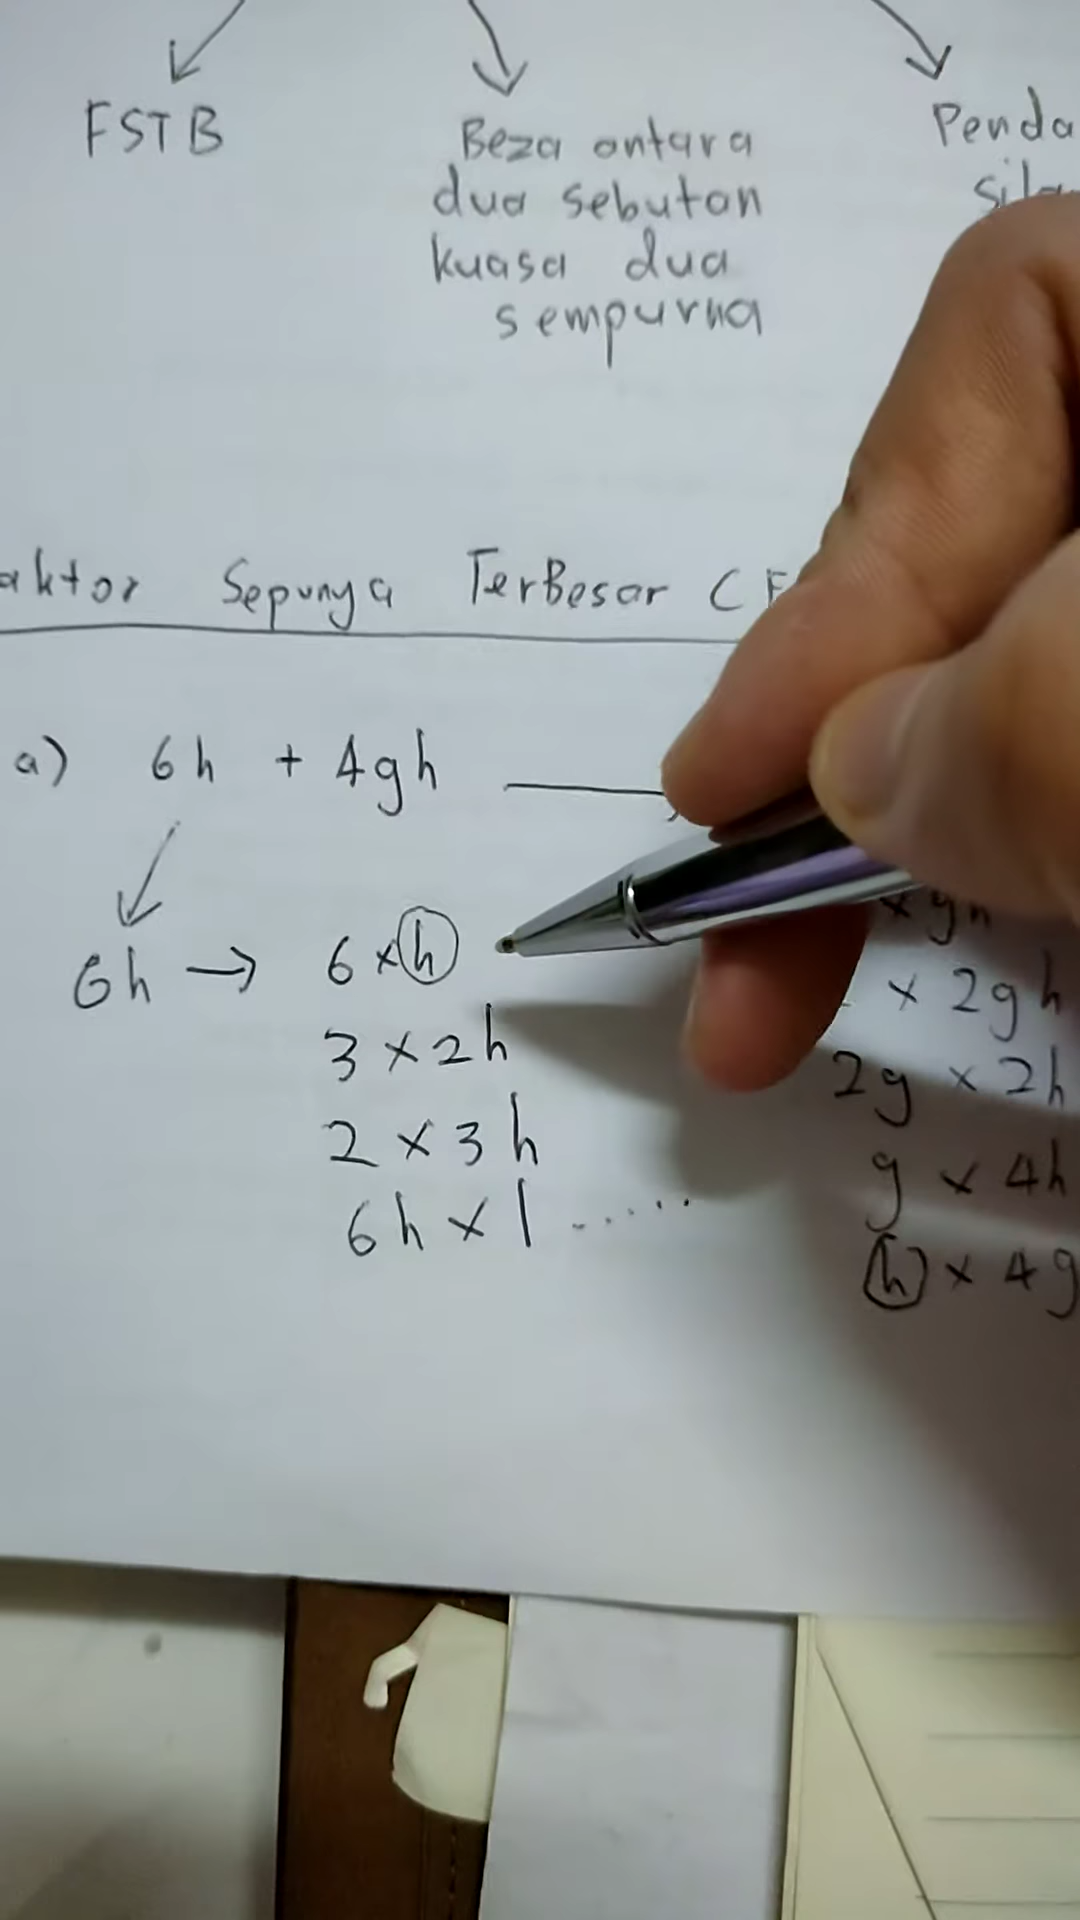 FSTB
Beza antara
dua sebutan
kuasa dua
sempurna
Penda
aktor Sepunya TerBesar (F
a) 6h + 4gh
6h → 6 × h
3 × 2h
2 × 3h
6h × 1 .....
× gh
× 2gh
2g × 2h
g × 4h
h × 4g